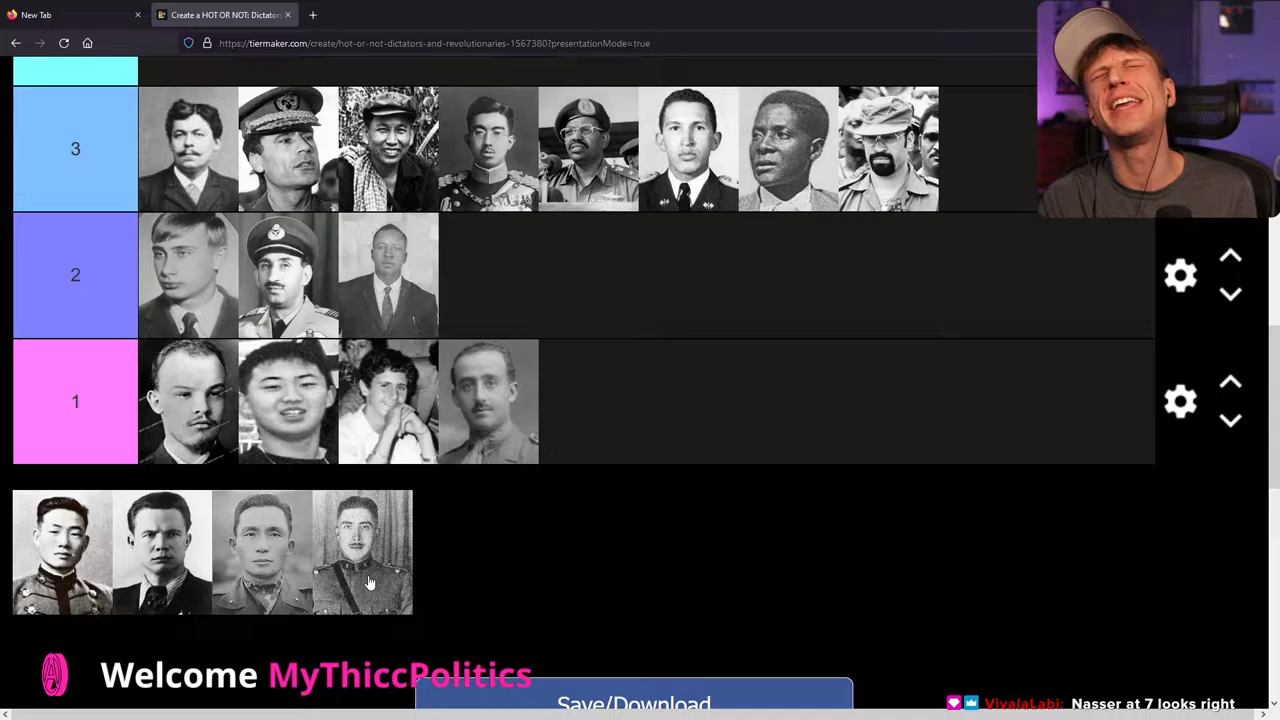 New Tab
Create a HOT OR NOT: Dictator
https://tiermaker.com/create/hot-or-not-dictators-and-revolutionaries-1567380?presentationMode=true
3
2
1
Welcome MyThiccPolitics
Save/Download
VivalaLabi: Nasser at 7 looks right